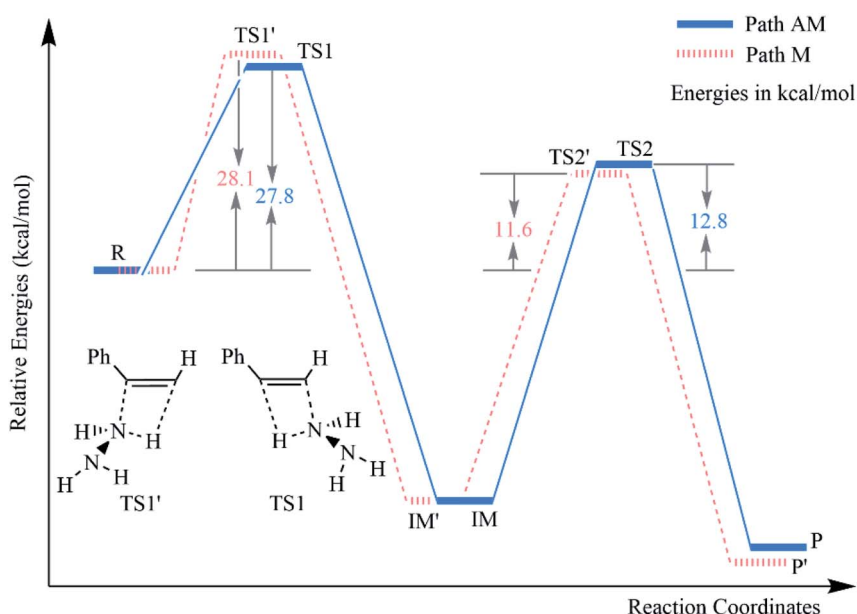 TS1'
TS1
Path AM
Path M
Energies in kcal/mol
28.1
27.8
TS2'
TS2
11.6
12.8
R
Relative Energies (kcal/mol)
Ph
H
H
N
H
N
H
H
TS1'
Ph
H
H
N
H
N
H
H
TS1
IM'
IM
P
P'
Reaction Coordinates